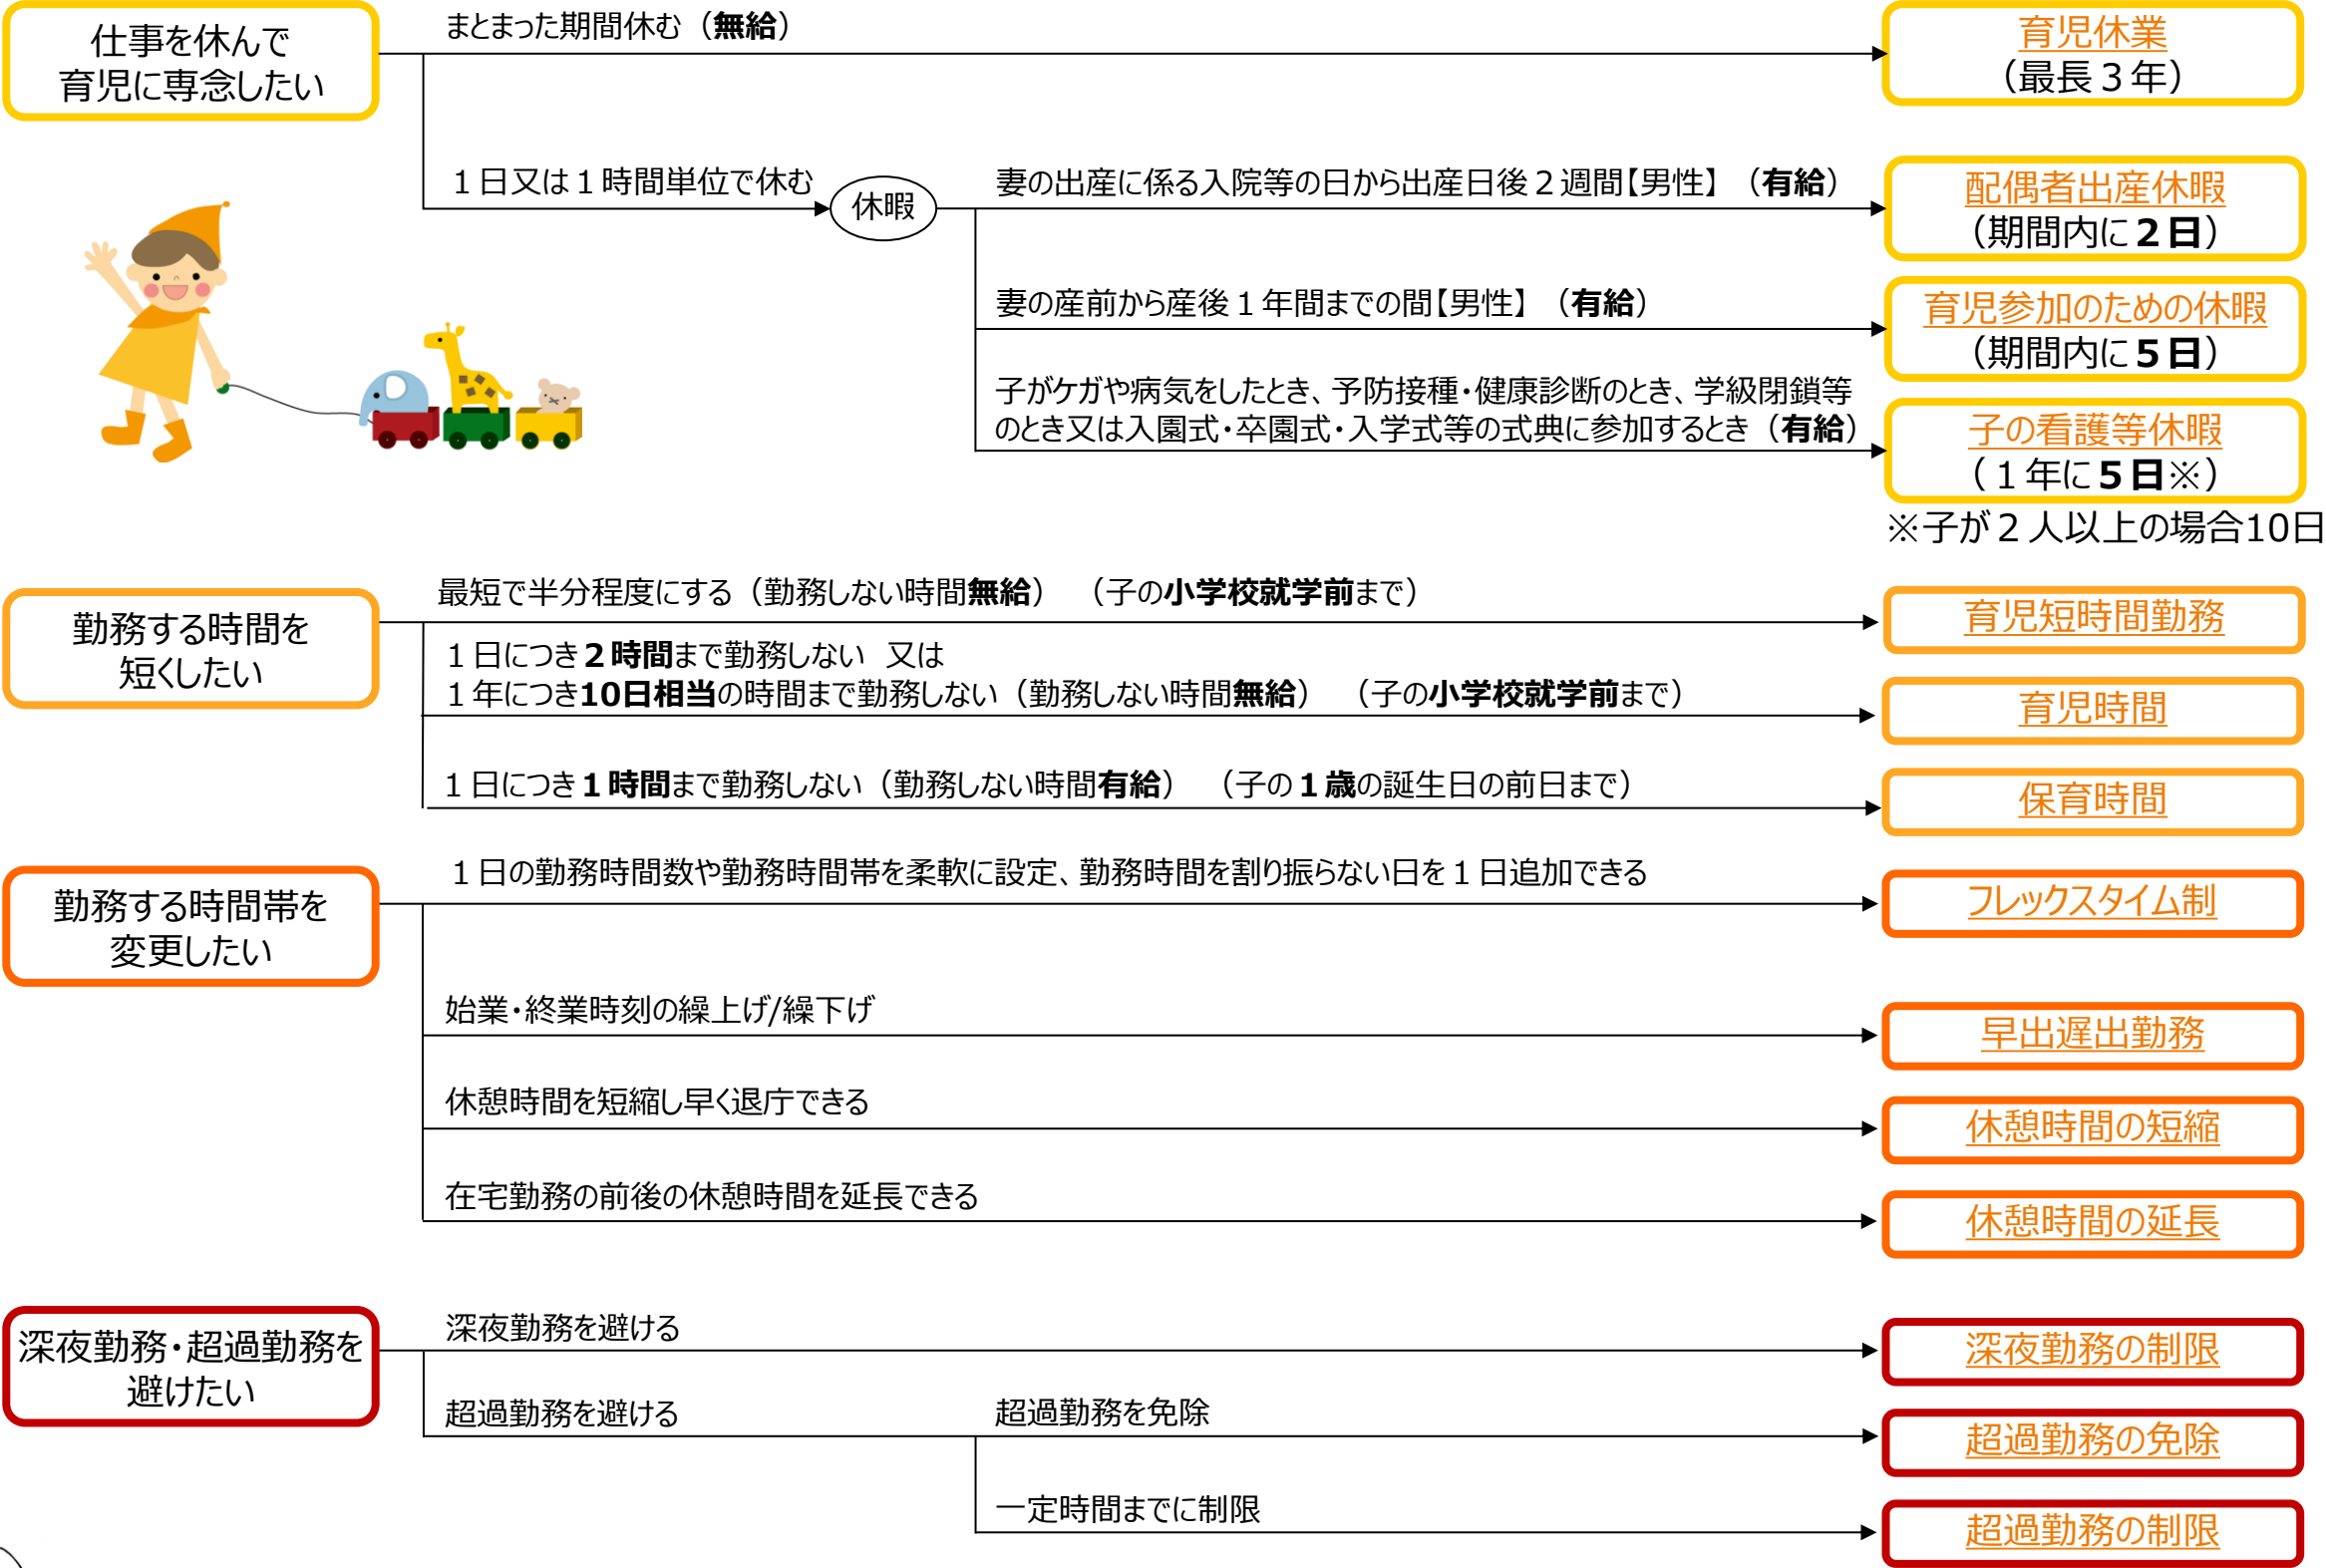 仕事を休んで
育児に専念したい
まとまった期間休む（無給）
育児休業
（最長３年）
１日又は１時間単位で休む
休暇
妻の出産に係る入院等の日から出産日後２週間【男性】（有給）
配偶者出産休暇
（期間内に２日）
妻の産前から産後１年間までの間【男性】（有給）
育児参加のための休暇
（期間内に５日）
子がケガや病気をしたとき、予防接種・健康診断のとき、学級閉鎖等
のとき又は入園式・卒園式・入学式等の式典に参加するとき（有給）
子の看護等休暇
（１年に５日※）
※子が２人以上の場合10日
勤務する時間を
短くしたい
最短で半分程度にする（勤務しない時間無給）　（子の小学校就学前まで）
育児短時間勤務
１日につき２時間まで勤務しない　又は
１年につき10日相当の時間まで勤務しない（勤務しない時間無給）　（子の小学校就学前まで）
育児時間
１日につき１時間まで勤務しない（勤務しない時間有給）　（子の１歳の誕生日の前日まで）
保育時間
勤務する時間帯を
変更したい
１日の勤務時間数や勤務時間帯を柔軟に設定、勤務時間を割り振らない日を１日追加できる
フレックスタイム制
始業・終業時刻の繰上げ/繰下げ
早出遅出勤務
休憩時間を短縮し早く退庁できる
休憩時間の短縮
在宅勤務の前後の休憩時間を延長できる
休憩時間の延長
深夜勤務・超過勤務を
避けたい
深夜勤務を避ける
深夜勤務の制限
超過勤務を避ける
超過勤務を免除
超過勤務の免除
一定時間までに制限
超過勤務の制限